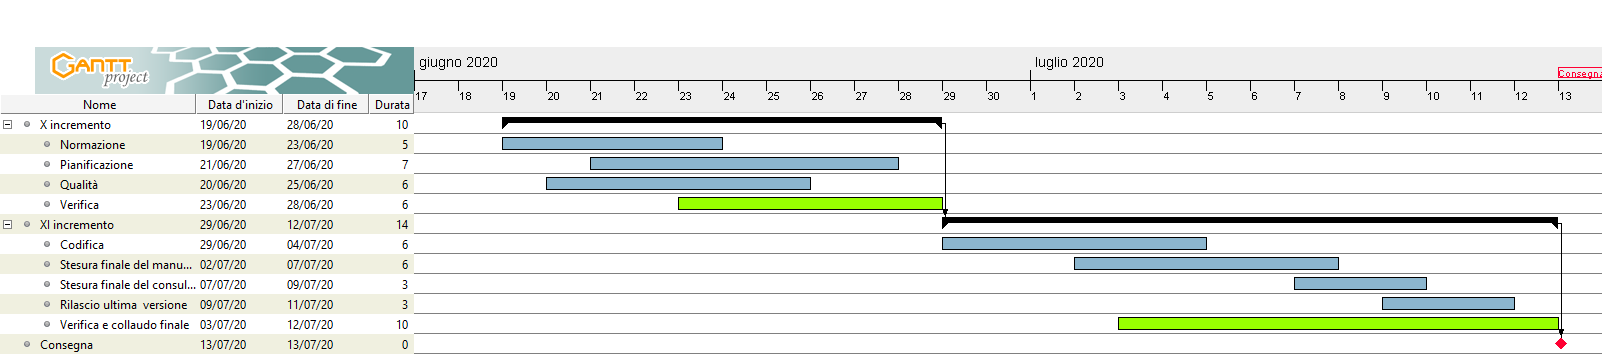 GANTT project
giugno 2020 luglio 2020
Consegna
17 18 19 20 21 22 23 24 25 26 27 28 29 30 1 2 3 4 5 6 7 8 9 10 11 12 13
Nome Data d'inizio Data di fine Durata
X incremento 19/06/20 28/06/20 10
Normazione 19/06/20 23/06/20 5
Pianificazione 21/06/20 27/06/20 7
Qualità 20/06/20 25/06/20 6
Verifica 23/06/20 28/06/20 6
XI incremento 29/06/20 12/07/20 14
Codifica 29/06/20 04/07/20 6
Stesura finale del manu... 02/07/20 07/07/20 6
Stesura finale del consul... 07/07/20 09/07/20 3
Rilascio ultima versione 09/07/20 11/07/20 3
Verifica e collaudo finale 03/07/20 12/07/20 10
Consegna 13/07/20 13/07/20 0